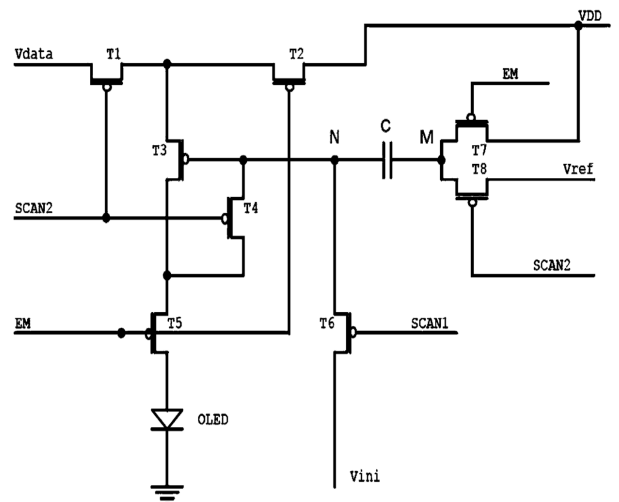 VDD
Vdata
T1
T2
EM
T3
N
C
M
T7
T8
Vref
SCAN2
T4
SCAN2
EM
T5
T6
SCAN1
OLED
Vini